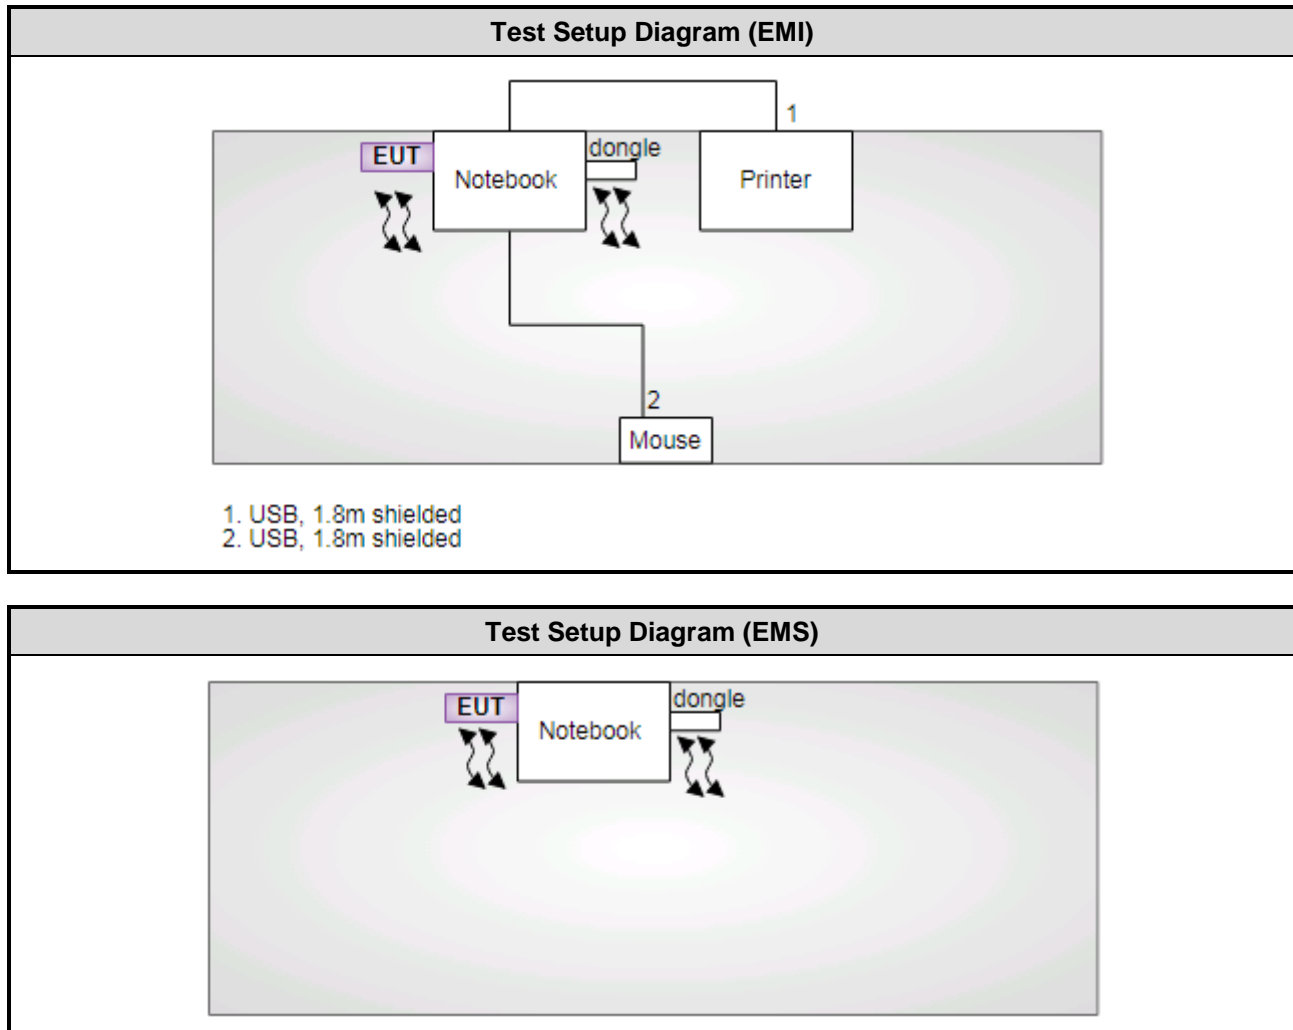 Test Setup Diagram (EMI)
1
EUT
dongle
Notebook
Printer
2
Mouse
1. USB, 1.8m shielded
2. USB, 1.8m shielded
Test Setup Diagram (EMS)
EUT
dongle
Notebook